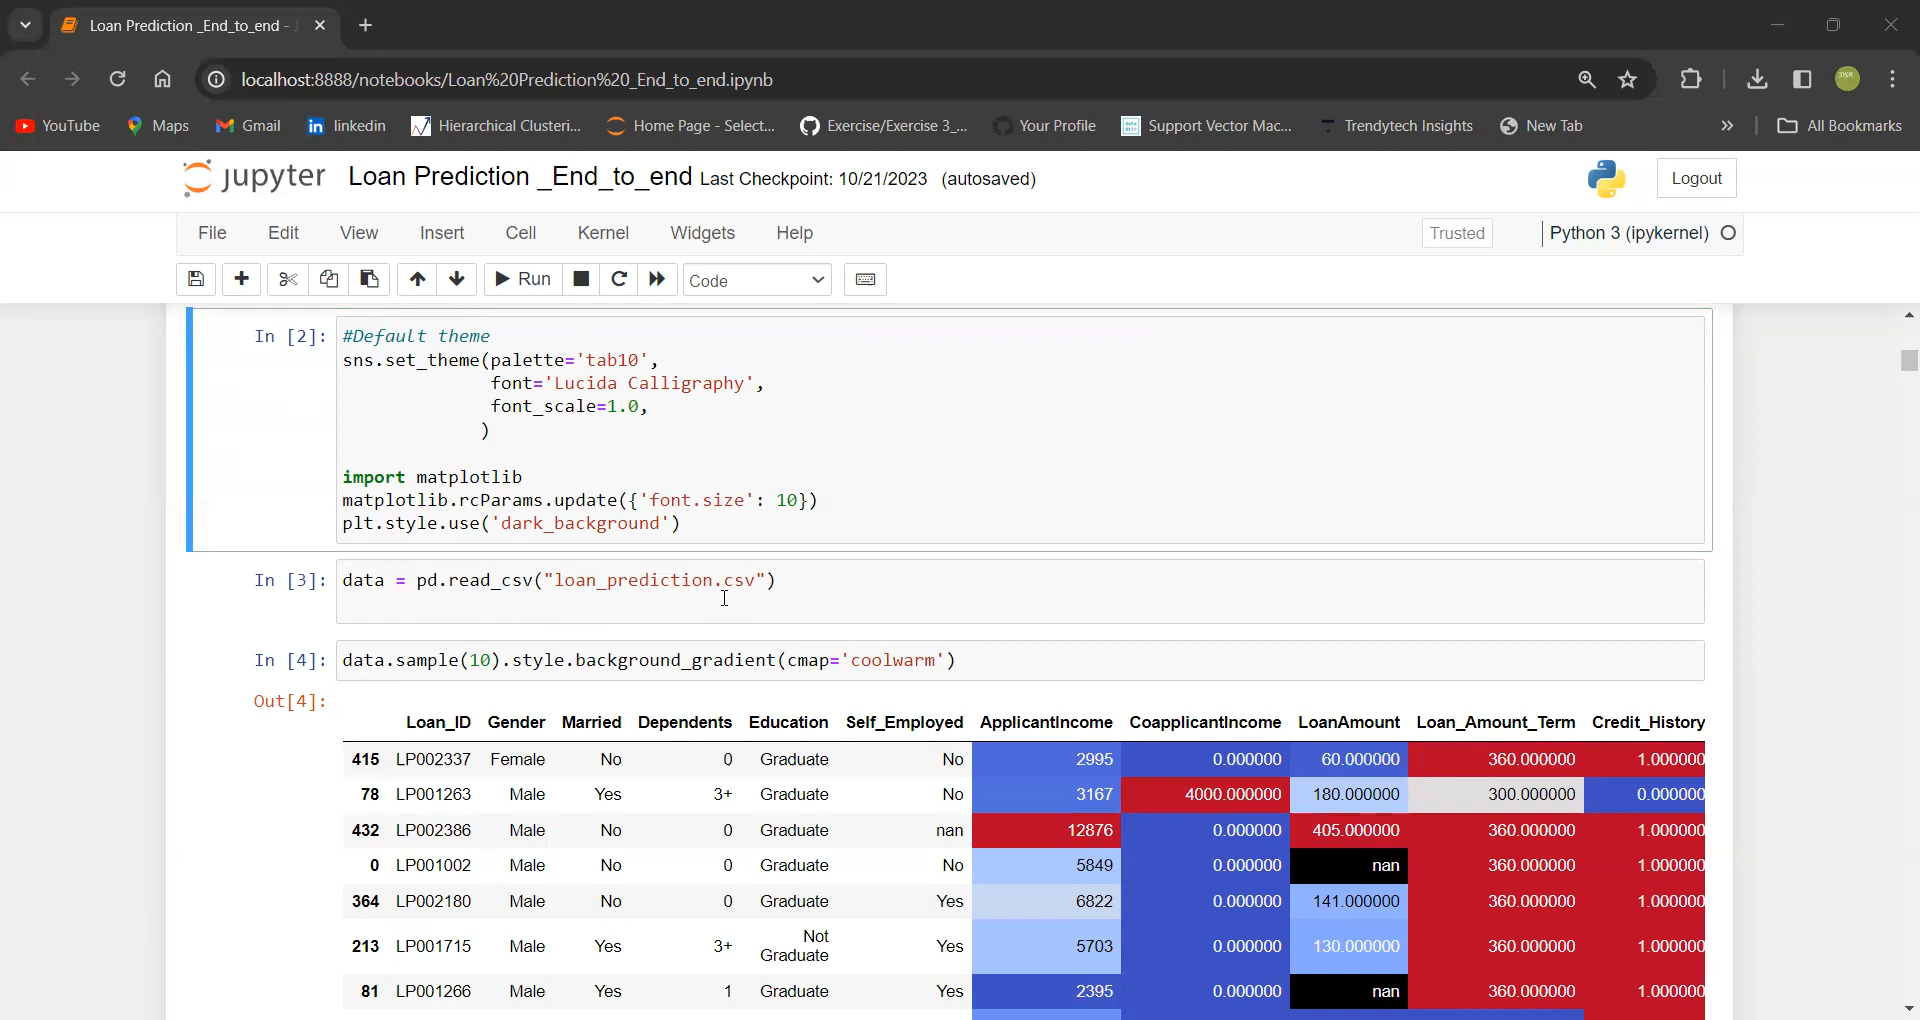 Loan Prediction _End_to_end -
localhost:8888/notebooks/Loan%20Prediction%20_End_to_end.ipynb
YouTube Maps Gmail linkedin Hierarchical Clusteri... Home Page - Select... Exercise/Exercise 3_... Your Profile Support Vector Mac... Trendytech Insights New Tab » All Bookmarks
jupyter Loan Prediction _End_to_end Last Checkpoint: 10/21/2023 (autosaved) Logout
File Edit View Insert Cell Kernel Widgets Help Trusted Python 3 (ipykernel)
Run Code
In [2]: #Default theme
sns.set_theme(palette='tab10',
font='Lucida Calligraphy',
font_scale=1.0,
)
import matplotlib
matplotlib.rcParams.update({'font.size': 10})
plt.style.use('dark_background')
In [3]: data = pd.read_csv("loan_prediction.csv")
In [4]: data.sample(10).style.background_gradient(cmap='coolwarm')
Out[4]:
Loan_ID Gender Married Dependents Education Self_Employed ApplicantIncome CoapplicantIncome LoanAmount Loan_Amount_Term Credit_History
415 LP002337 Female No 0 Graduate No 2995 0.000000 60.000000 360.000000 1.000000
78 LP001263 Male Yes 3+ Graduate No 3167 4000.000000 180.000000 300.000000 0.000000
432 LP002386 Male No 0 Graduate nan 12876 0.000000 405.000000 360.000000 1.000000
0 LP001002 Male No 0 Graduate No 5849 0.000000 nan 360.000000 1.000000
364 LP002180 Male No 0 Graduate Yes 6822 0.000000 141.000000 360.000000 1.000000
213 LP001715 Male Yes 3+ Not Graduate Yes 5703 0.000000 130.000000 360.000000 1.000000
81 LP001266 Male Yes 1 Graduate Yes 2395 0.000000 nan 360.000000 1.000000